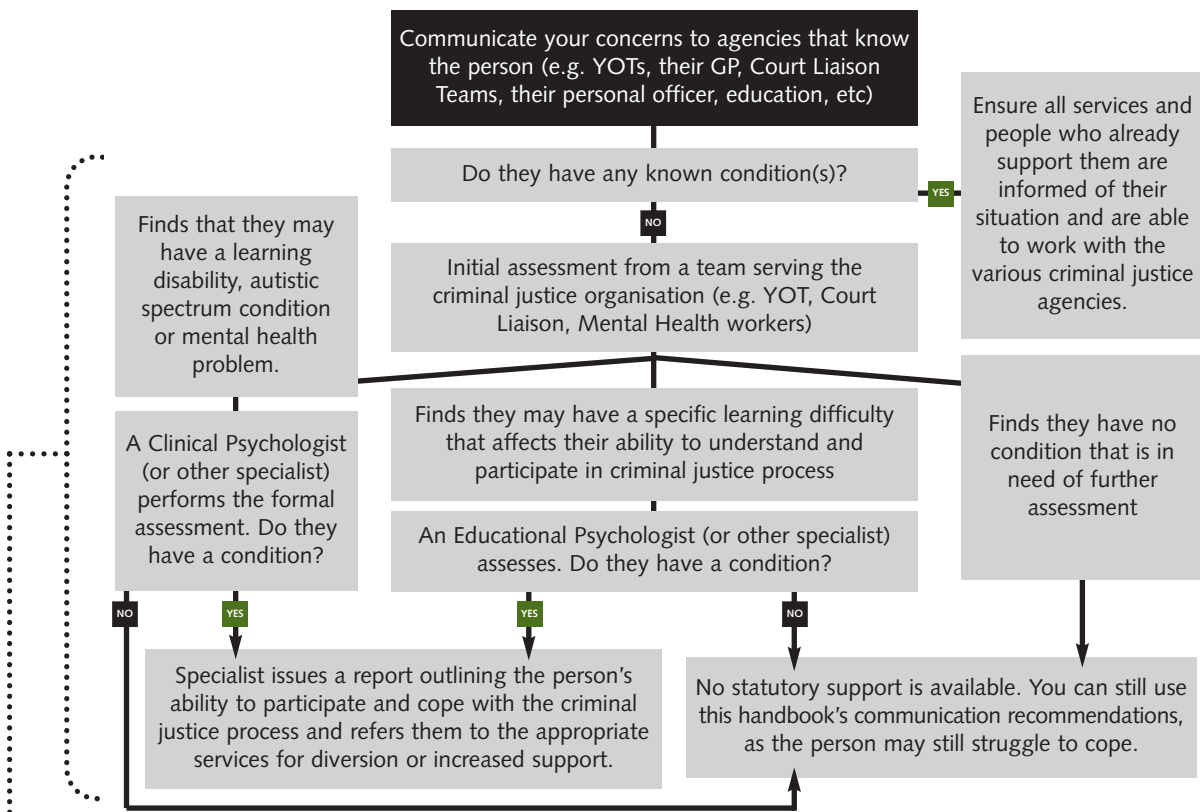 Communicate your concerns to agencies that know
the person (e.g. YOTs, their GP, Court Liaison
Teams, their personal officer, education, etc)
Do they have any known condition(s)?
YES
Ensure all services and
people who already
support them are
informed of their
situation and are able
to work with the
various criminal justice
agencies.
NO
Initial assessment from a team serving the
criminal justice organisation (e.g. YOT, Court
Liaison, Mental Health workers)
Finds that they may
have a learning
disability, autistic
spectrum condition
or mental health
problem.
A Clinical Psychologist
(or other specialist)
performs the formal
assessment. Do they
have a condition?
Finds they may have a specific learning difficulty
that affects their ability to understand and
participate in criminal justice process
An Educational Psychologist (or other specialist)
assesses. Do they have a condition?
Finds they have no
condition that is in
need of further
assessment
NO
YES
YES
NO
Specialist issues a report outlining the person's
ability to participate and cope with the criminal
justice process and refers them to the appropriate
services for diversion or increased support.
No statutory support is available. You can still use
this handbook's communication recommendations,
as the person may still struggle to cope.